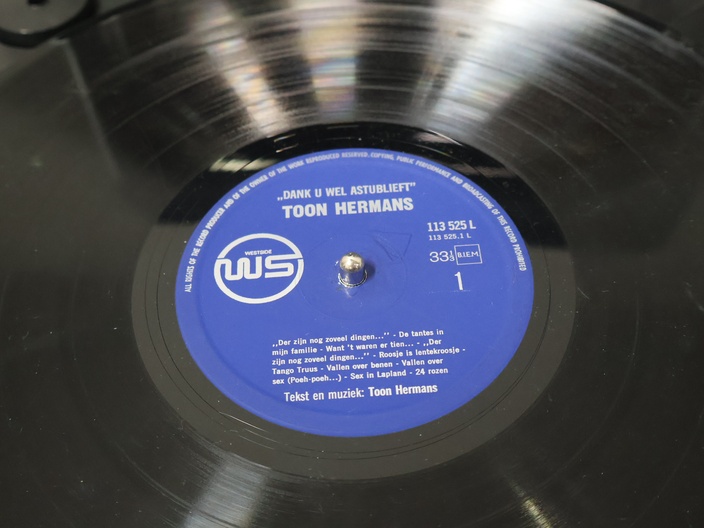 ALL RIGHTS OF THE RECORD PRODUCER AND OF THE OWNER OF THE WORK REPRODUCED RESERVED. COPYING, PUBLIC PERFORMANCE AND BROADCASTING OF THIS RECORD PROHIBITED
„DANK U WEL ASTUBLIEFT”
TOON HERMANS
113 525 L
113 525.1 L
WESTSIDE
WS
33⅓ B.I.E.M.
1
„Der zijn nog zoveel dingen...” - De tantes in
mijn familie - Want 't waren er tien... - „Der
zijn nog zoveel dingen...” - Roosje is lentekroosje -
Tango Truus - Vallen over benen - Vallen over
sex (Poeh-poeh...) - Sex in Lapland - 24 rozen
Tekst en muziek: Toon Hermans